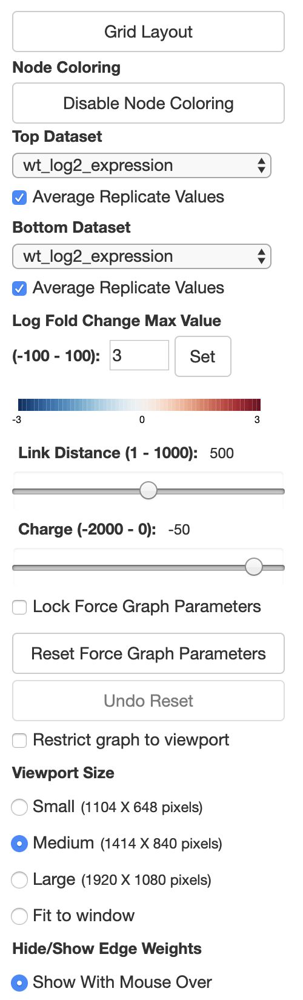 Grid Layout
Node Coloring
Disable Node Coloring
Top Dataset
wt_log2_expression
Average Replicate Values
Bottom Dataset
wt_log2_expression
Average Replicate Values
Log Fold Change Max Value
(-100 - 100): 3 Set
-3 0 3
Link Distance (1 - 1000): 500
Charge (-2000 - 0): -50
Lock Force Graph Parameters
Reset Force Graph Parameters
Undo Reset
Restrict graph to viewport
Viewport Size
Small (1104 X 648 pixels)
Medium (1414 X 840 pixels)
Large (1920 X 1080 pixels)
Fit to window
Hide/Show Edge Weights
Show With Mouse Over